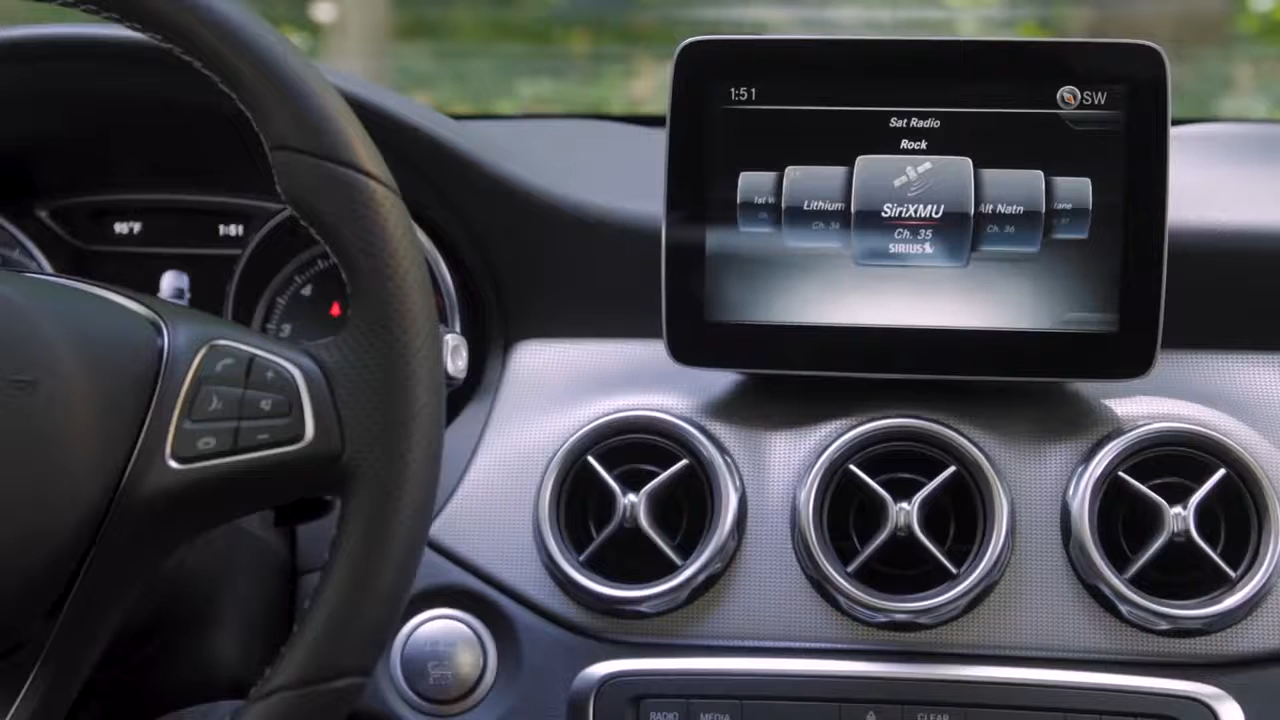 1:51
SW
Sat Radio
Rock
1st W
Lithium
Ch. 34
SiriXMU
Ch. 35
SIRIUS
Alt Natn
Ch. 36
95°F
1:51
RADIO
MEDIA
CLEAR